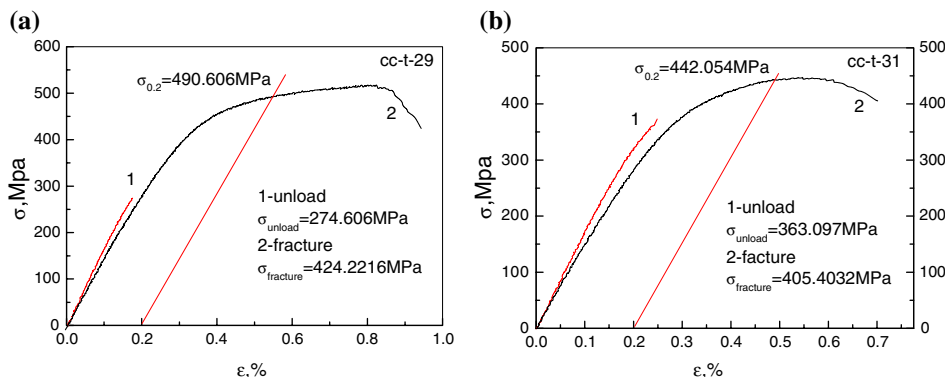 (a)
cc-t-29
σ0.2=490.606MPa
2
1
1-unload
σunload=274.606MPa
2-fracture
σfracture=424.2216MPa
600
500
400
300
200
100
0
σ,Mpa
0.0 0.2 0.4 0.6 0.8 1.0
ε,%
(b)
cc-t-31
σ0.2=442.054MPa
1
2
1-unload
σunload=363.097MPa
2-facture
σfracture=405.4032MPa
500
400
300
200
100
0
σ,Mpa
500
400
300
200
100
0
0.0 0.1 0.2 0.3 0.4 0.5 0.6 0.7
ε,%